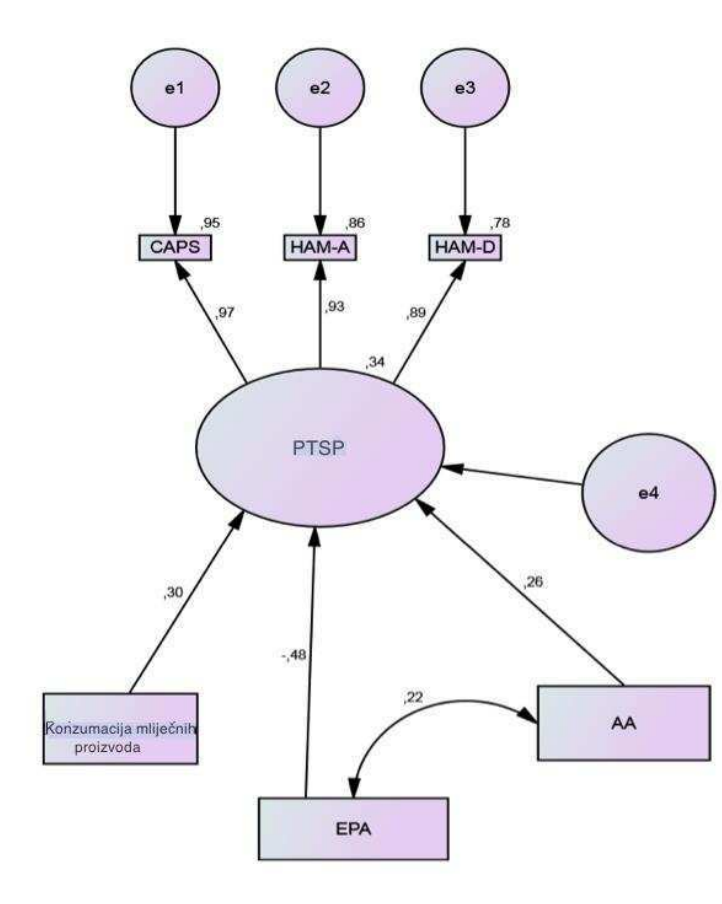 e1
e2
e3
,95
,86
,78
CAPS
HAM-A
HAM-D
,97
,93
,89
,34
PTSP
e4
,30
,26
-,48
,22
Konzumacija mliječnih
proizvoda
AA
EPA